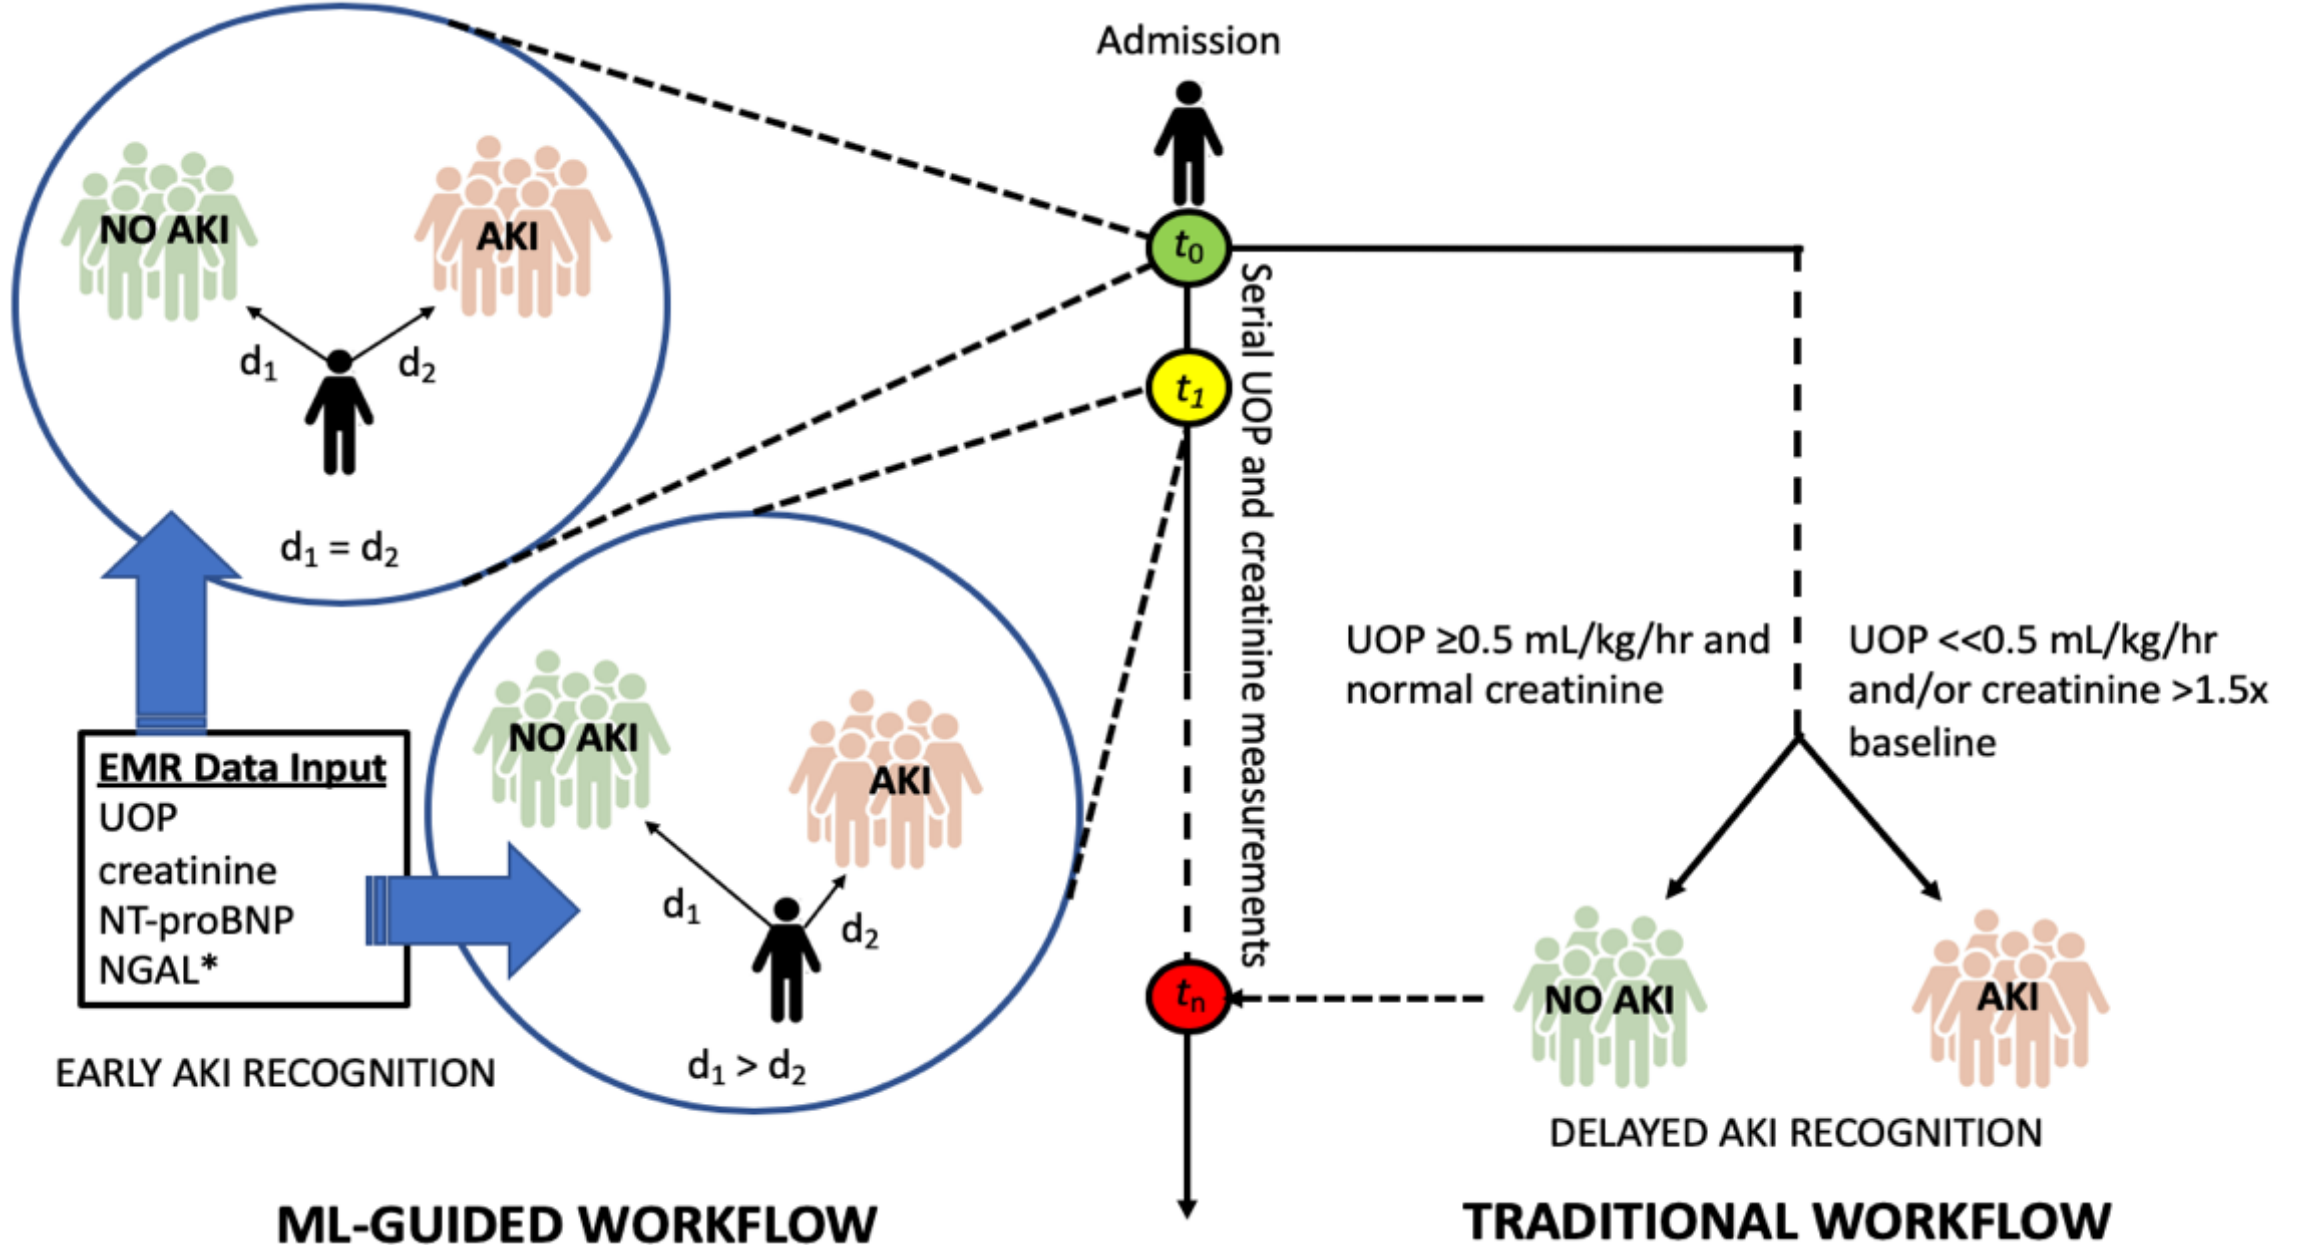 Admission
NO AKI
AKI
d₁
d₂
d₁ = d₂
t₀
t₁
Serial UOP and creatinine measurements
tₙ
EMR Data Input
UOP
creatinine
NT-proBNP
NGAL*
EARLY AKI RECOGNITION
NO AKI
AKI
d₁
d₂
d₁ > d₂
ML-GUIDED WORKFLOW
UOP ≥0.5 mL/kg/hr and
normal creatinine
UOP <<0.5 mL/kg/hr
and/or creatinine >1.5x
baseline
NO AKI
AKI
DELAYED AKI RECOGNITION
TRADITIONAL WORKFLOW